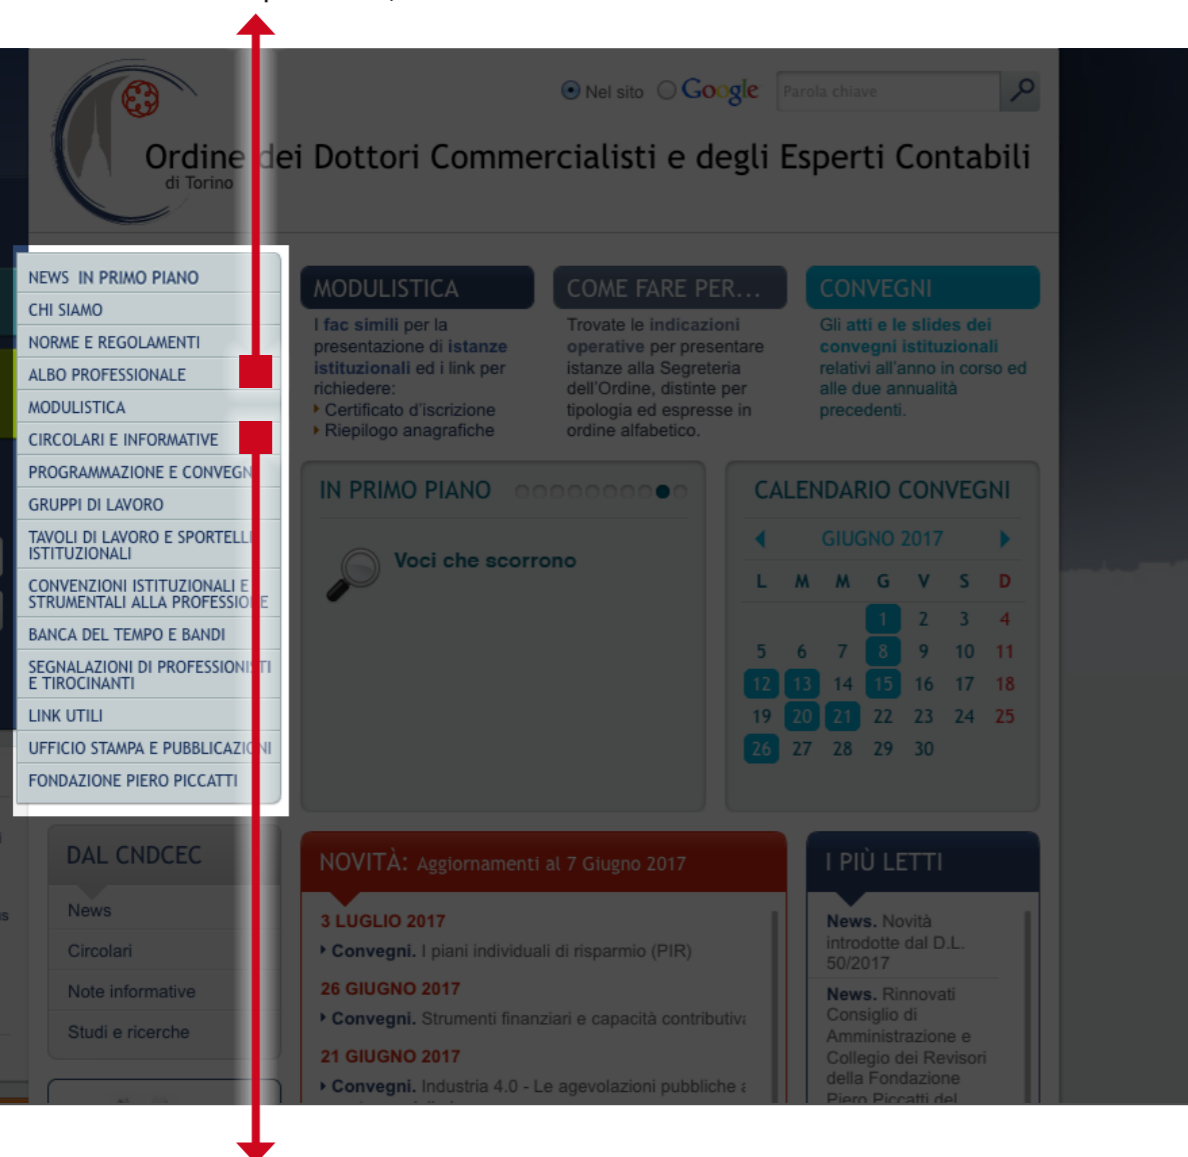 Nel sito Google Parola chiave
Ordine dei Dottori Commercialisti e degli Esperti Contabili
di Torino
NEWS IN PRIMO PIANO
CHI SIAMO
NORME E REGOLAMENTI
ALBO PROFESSIONALE
MODULISTICA
CIRCOLARI E INFORMATIVE
PROGRAMMAZIONE E CONVEGNI
GRUPPI DI LAVORO
TAVOLI DI LAVORO E SPORTELLI
ISTITUZIONALI
CONVENZIONI ISTITUZIONALI E
STRUMENTALI ALLA PROFESSIONE
BANCA DEL TEMPO E BANDI
SEGNALAZIONI DI PROFESSIONISTI
E TIROCINANTI
LINK UTILI
UFFICIO STAMPA E PUBBLICAZIONI
FONDAZIONE PIERO PICCATTI
MODULISTICA
I fac simili per la
presentazione di istanze
istituzionali ed i link per
richiedere:
Certificato d'iscrizione
Riepilogo anagrafiche
COME FARE PER...
Trovate le indicazioni
operative per presentare
istanze alla Segreteria
dell'Ordine, distinte per
tipologia ed espresse in
ordine alfabetico.
CONVEGNI
Gli atti e le slides dei
convegni istituzionali
relativi all'anno in corso ed
alle due annualità
precedenti.
IN PRIMO PIANO
Voci che scorrono
CALENDARIO CONVEGNI
GIUGNO 2017
L M M G V S D
1 2 3 4
5 6 7 8 9 10 11
12 13 14 15 16 17 18
19 20 21 22 23 24 25
26 27 28 29 30
DAL CNDCEC
News
Circolari
Note informative
Studi e ricerche
NOVITÀ: Aggiornamenti al 7 Giugno 2017
3 LUGLIO 2017
Convegni. I piani individuali di risparmio (PIR)
26 GIUGNO 2017
Convegni. Strumenti finanziari e capacità contributiva
21 GIUGNO 2017
Convegni. Industria 4.0 - Le agevolazioni pubbliche a
I PIÙ LETTI
News. Novità
introdotte dal D.L.
50/2017
News. Rinnovati
Consiglio di
Amministrazione e
Collegio dei Revisori
della Fondazione
Piero Piccatti del